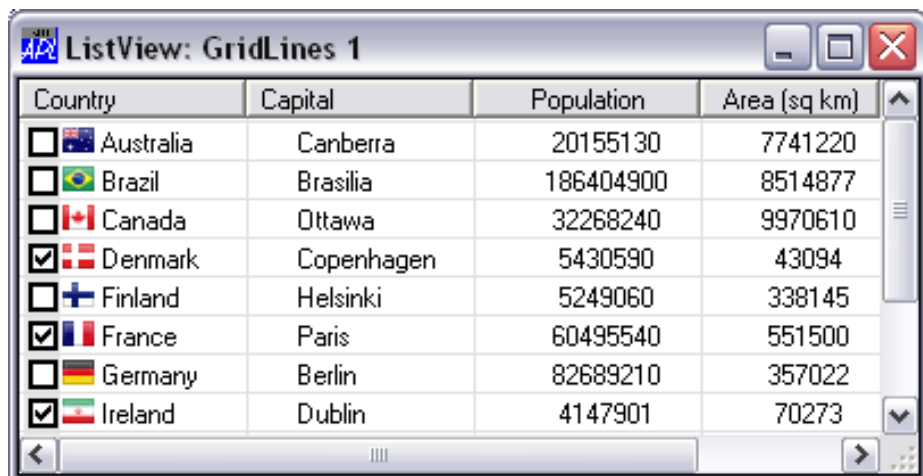 APL ListView: GridLines 1
Country Capital Population Area (sq km)
Australia Canberra 20155130 7741220
Brazil Brasilia 186404900 8514877
Canada Ottawa 32268240 9970610
Denmark Copenhagen 5430590 43094
Finland Helsinki 5249060 338145
France Paris 60495540 551500
Germany Berlin 82689210 357022
Ireland Dublin 4147901 70273